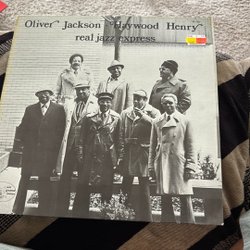 Oliver Jackson Haywood Henry
real jazz express